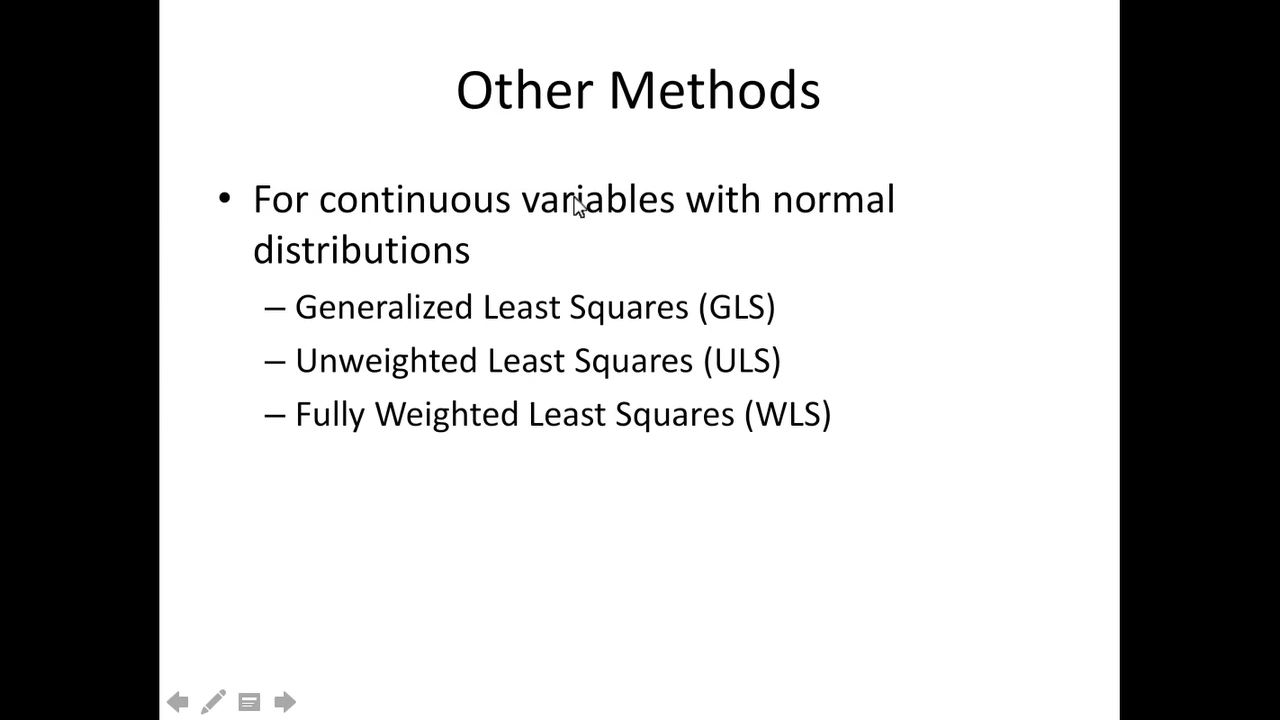 Other Methods
• For continuous variables with normal
distributions
– Generalized Least Squares (GLS)
– Unweighted Least Squares (ULS)
– Fully Weighted Least Squares (WLS)